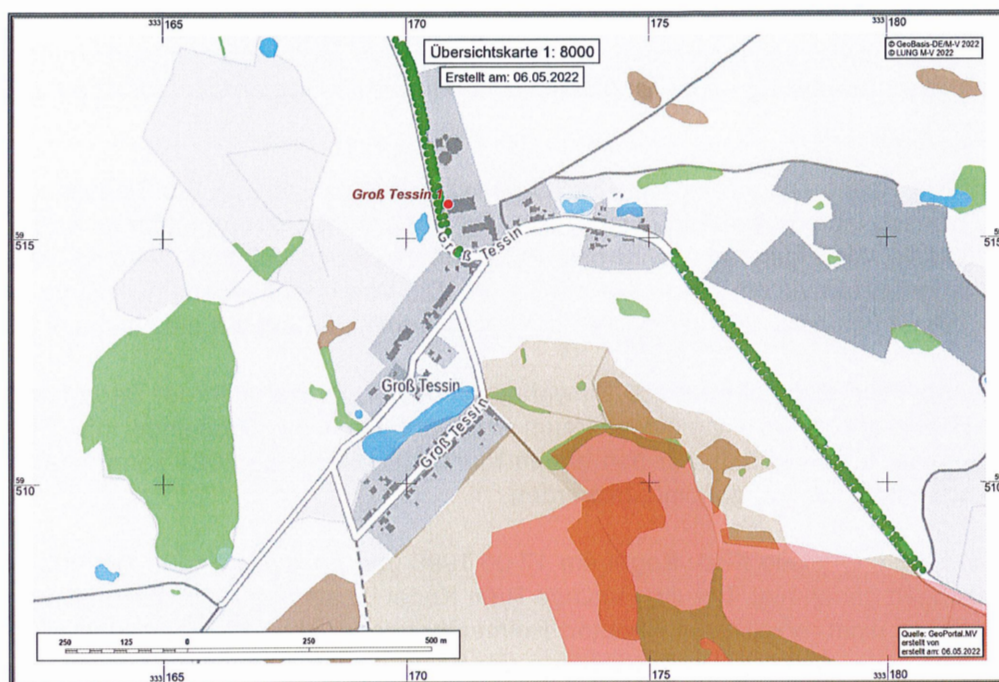 333 165
170
175
333 180
Übersichtskarte 1: 8000
Erstellt am: 06.05.2022
© GeoBasis-DE/M-V 2022
© LUNG M-V 2022
Groß Tessin 1
59
515
59
515
Groß Tessin
Groß Tessin
Groß Tessin
59
510
59
510
250 125 0 250 500 m
Quelle: GeoPortal.MV
erstellt von
erstellt am: 06.05.2022
333 165
170
175
333 180